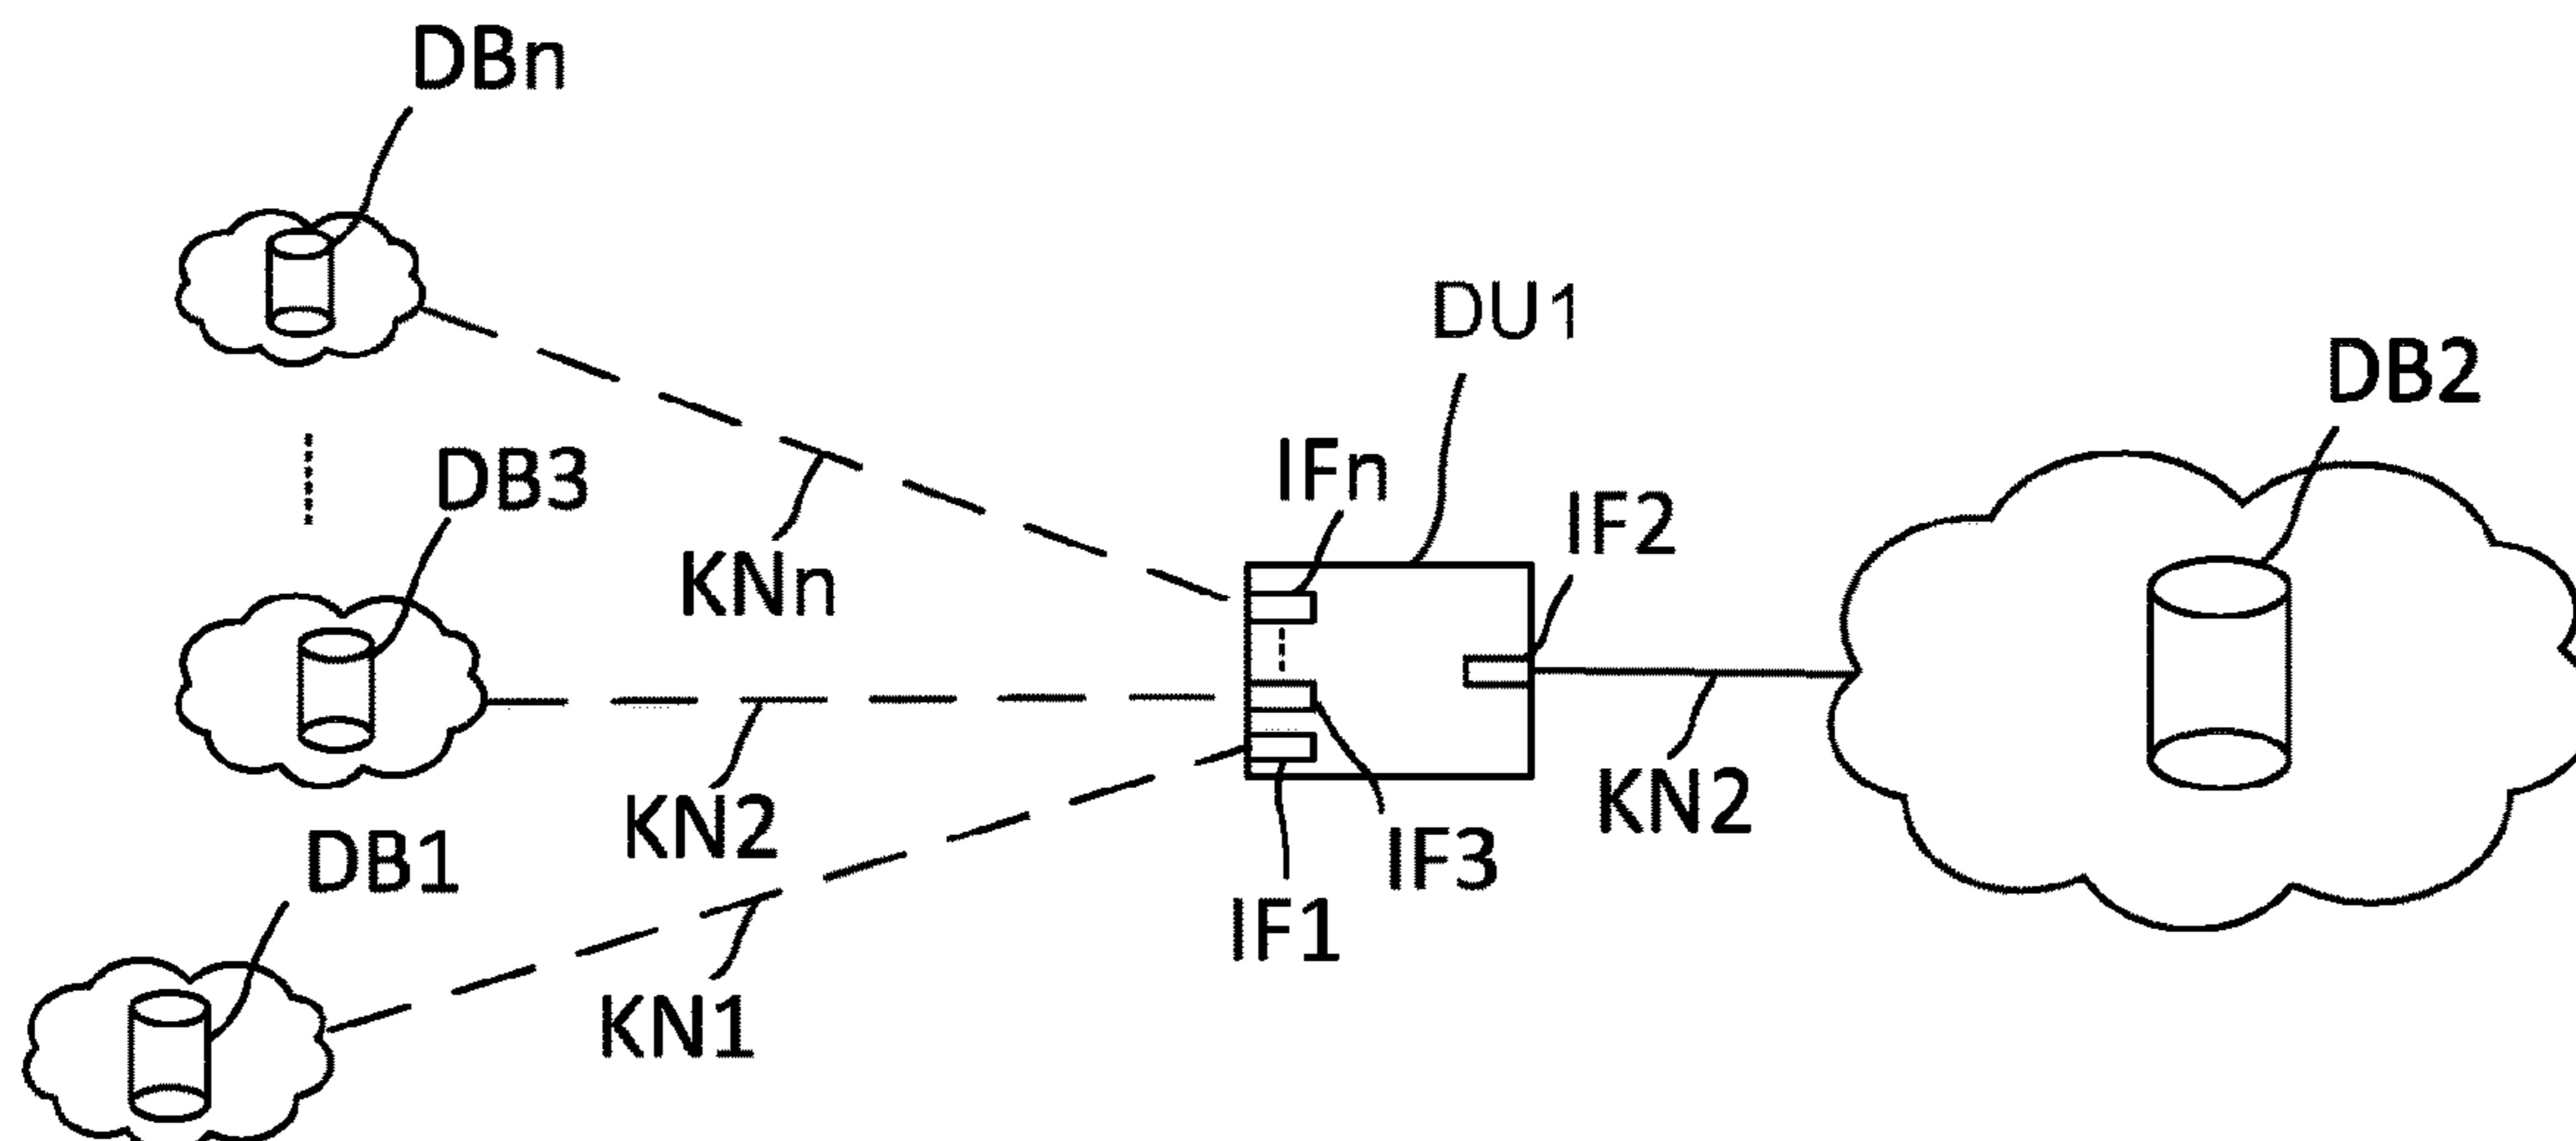 DBn
DU1
DB2
IFn
DB3
IF2
KNn
KN2
KN2
IF3
DB1
IF1
KN1